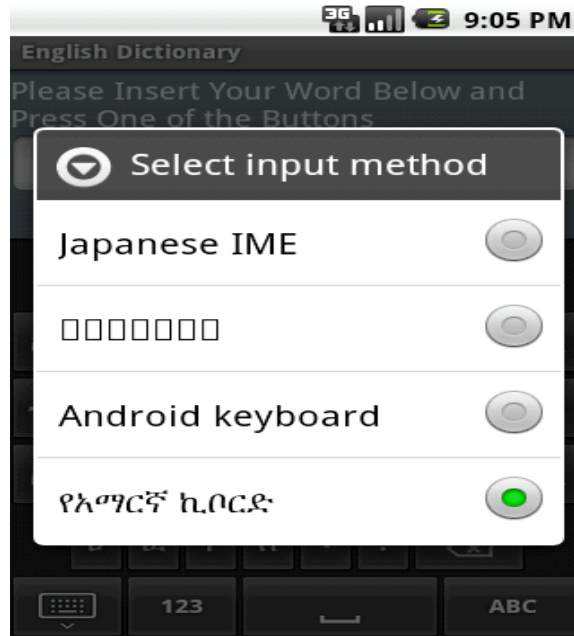 3G 9:05 PM
English Dictionary
Please Insert Your Word Below and
Press One of the Buttons
Select input method
Japanese IME
□□□□□□□
Android keyboard
የአማርኛ ኪቦርድ
123
ABC